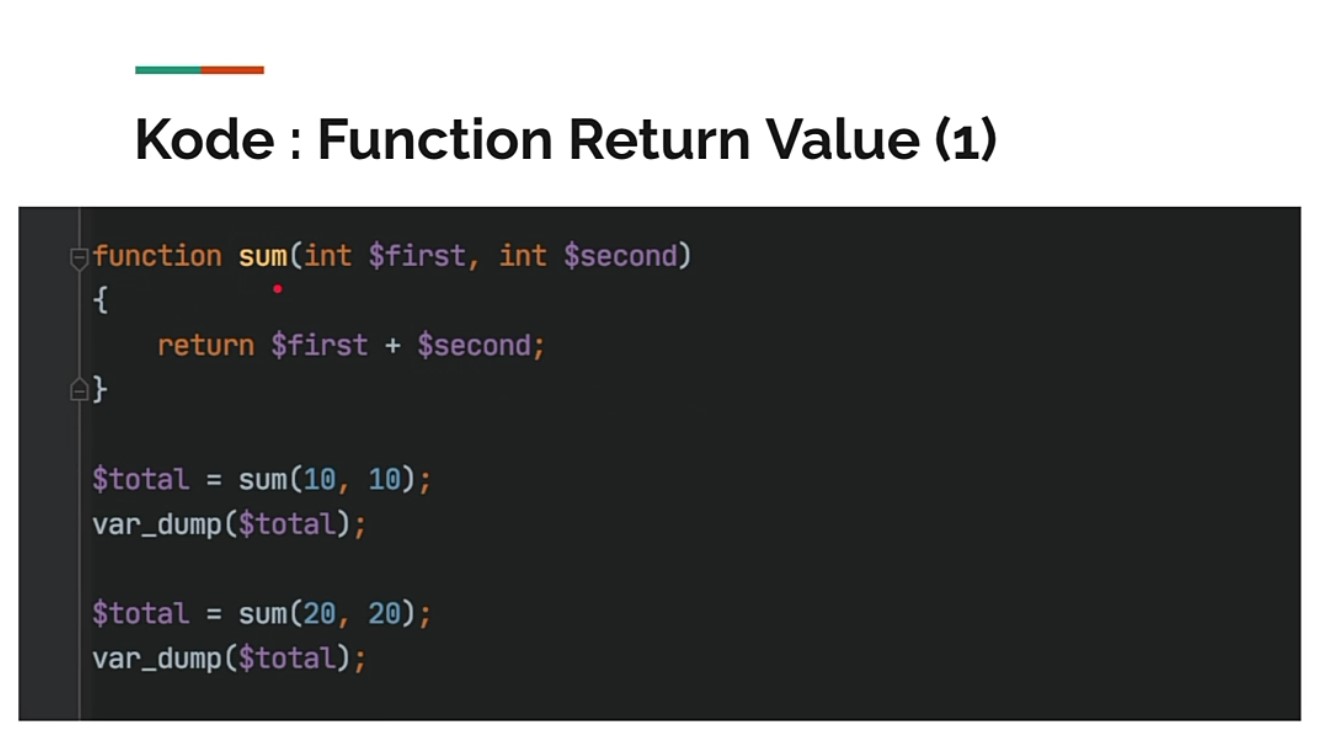 Kode : Function Return Value (1)
function sum(int $first, int $second)
{
    return $first + $second;
}
$total = sum(10, 10);
var_dump($total);
$total = sum(20, 20);
var_dump($total);